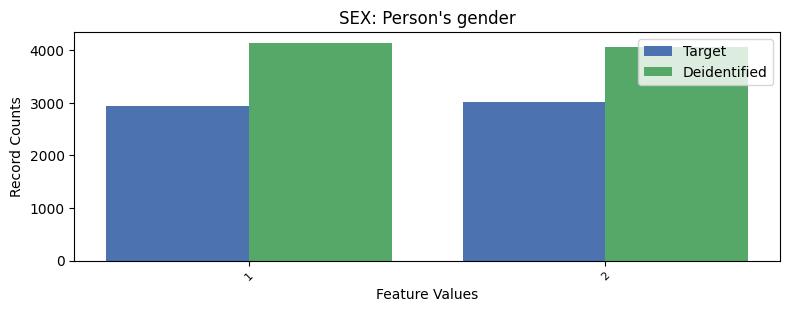 SEX: Person's gender
Target
Deidentified
Record Counts
4000
3000
2000
1000
0
1
2
Feature Values